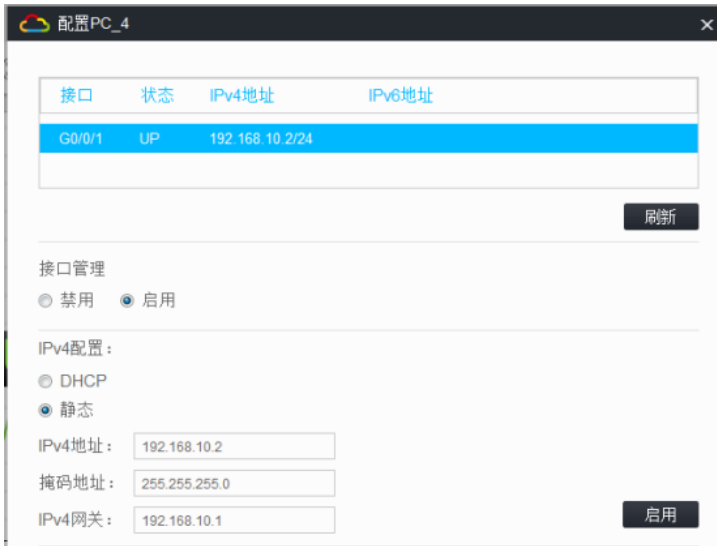 配置PC_4
接口 状态 IPv4地址 IPv6地址
G0/0/1 UP 192.168.10.2/24
刷新
接口管理
禁用 启用
IPv4配置：
DHCP
静态
IPv4地址： 192.168.10.2
掩码地址： 255.255.255.0
IPv4网关： 192.168.10.1
启用